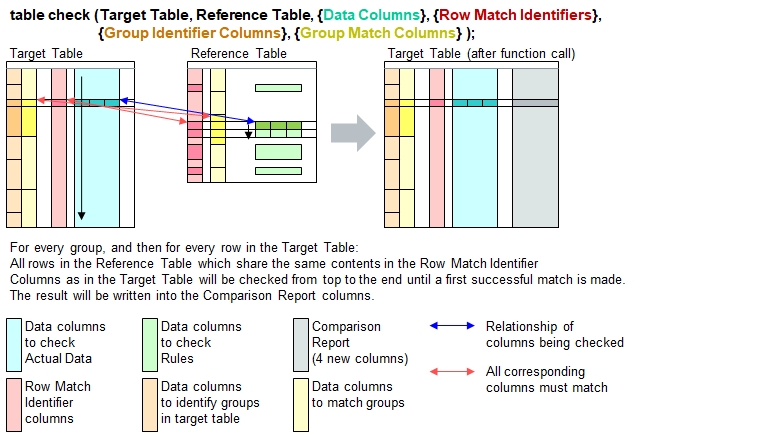 table check (Target Table, Reference Table, {Data Columns}, {Row Match Identifiers},
{Group Identifier Columns}, {Group Match Columns} );
Target Table
Reference Table
Target Table (after function call)
For every group, and then for every row in the Target Table:
All rows in the Reference Table which share the same contents in the Row Match Identifier
Columns as in the Target Table will be checked from top to the end until a first successful match is made.
The result will be written into the Comparison Report columns.
Data columns
to check
Actual Data
Data columns
to check
Rules
Comparison
Report
(4 new columns)
Relationship of
columns being checked
Row Match
Identifier
columns
Data columns
to identify groups
in target table
Data columns
to match groups
All corresponding
columns must match